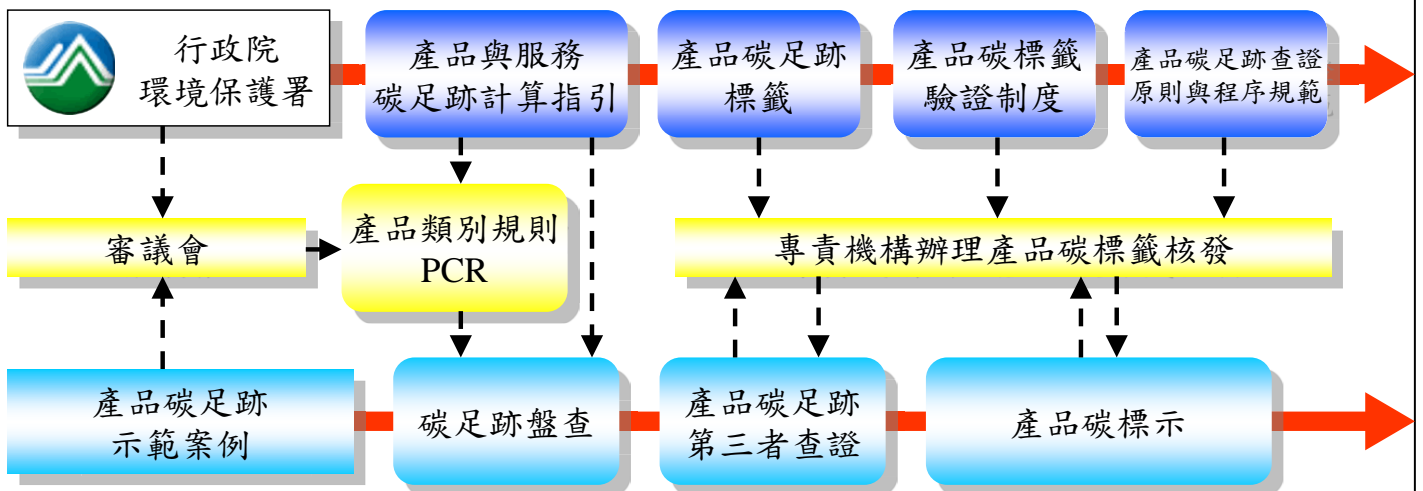 行政院
環境保護署
產品與服務
碳足跡計算指引
產品碳足跡
標籤
產品碳標籤
驗證制度
產品碳足跡查證
原則與程序規範
審議會
產品類別規則
PCR
專責機構辦理產品碳標籤核發
產品碳足跡
示範案例
碳足跡盤查
產品碳足跡
第三者查證
產品碳標示